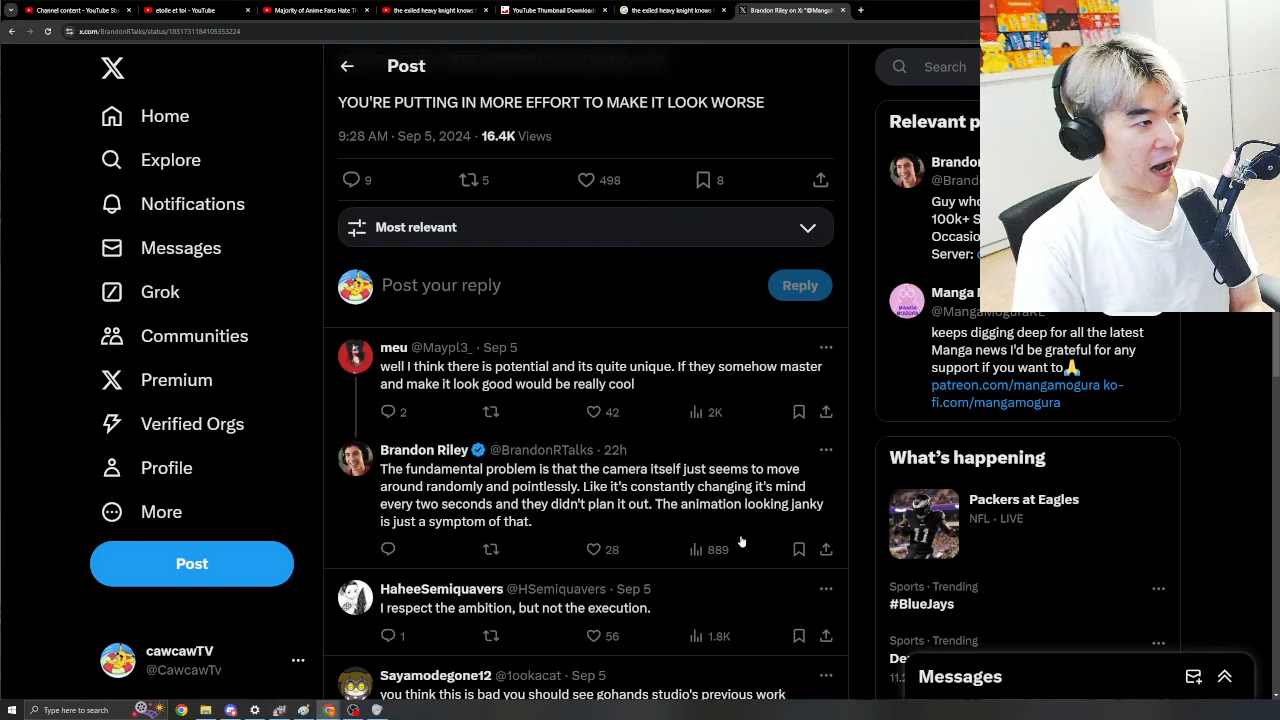 Channel content - YouTube St
etoile et toi - YouTube
Majority of Anime Fans Hate Th
the exiled heavy knight knows h
YouTube Thumbnail Download
the exiled heavy knight knows
Brandon Riley on X: "@Manga
x.com/BrandonRTalks/status/1831731184105353224
Post
Search
Home
Explore
Notifications
Messages
Grok
Communities
Premium
Verified Orgs
Profile
More
Post
cawcawTV
@CawcawTv
YOU'RE PUTTING IN MORE EFFORT TO MAKE IT LOOK WORSE
9:28 AM · Sep 5, 2024 · 16.4K Views
9 5 498 8
Most relevant
Post your reply
Reply
meu @Maypl3_ · Sep 5
well I think there is potential and its quite unique. If they somehow master
and make it look good would be really cool
2 42 2K
Brandon Riley @BrandonRTalks · 22h
The fundamental problem is that the camera itself just seems to move
around randomly and pointlessly. Like it's constantly changing it's mind
every two seconds and they didn't plan it out. The animation looking janky
is just a symptom of that.
28 889
HaheeSemiquavers @HSemiquavers · Sep 5
I respect the ambition, but not the execution.
1 56 1.8K
Sayamodegone12 @1ookacat · Sep 5
you think this is bad you should see gohands studio's previous work
Relevant p
Brandon
@Brand
Guy who
100k+ S
Occasio
Server:
Manga
@MangaMoguraRE
keeps digging deep for all the latest
Manga news I'd be grateful for any
support if you want to🙏
patreon.com/mangamogura ko-
fi.com/mangamogura
What's happening
Packers at Eagles
NFL · LIVE
Sports · Trending
#BlueJays
Sports · Trending
Messages
Type here to search